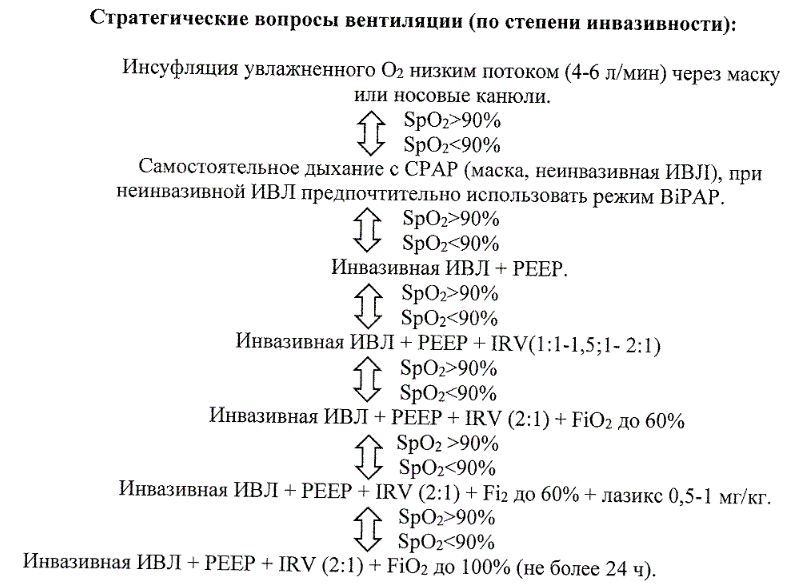 Стратегические вопросы вентиляции (по степени инвазивности):
Инсуфляция увлажненного O2 низким потоком (4-6 л/мин) через маску
или носовые канюли.
SpO2>90%
SpO2<90%
Самостоятельное дыхание с CPAP (маска, неинвазивная ИВЛ), при
неинвазивной ИВЛ предпочтительно использовать режим BiPAP.
SpO2>90%
SpO2<90%
Инвазивная ИВЛ + PEEP.
SpO2>90%
SpO2<90%
Инвазивная ИВЛ + PEEP + IRV(1:1-1,5;1- 2:1)
SpO2>90%
SpO2<90%
Инвазивная ИВЛ + PEEP + IRV (2:1) + FiO2 до 60%
SpO2 >90%
SpO2<90%
Инвазивная ИВЛ + PEEP + IRV (2:1) + Fi2 до 60% + лазикс 0,5-1 мг/кг.
SpO2>90%
SpO2<90%
Инвазивная ИВЛ + PEEP + IRV (2:1) + FiO2 до 100% (не более 24 ч).